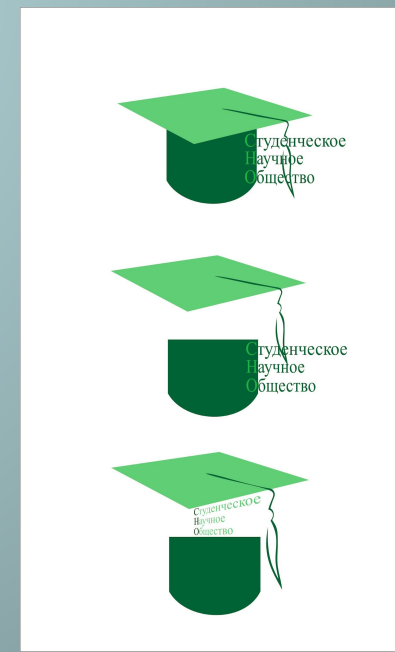 Студенческое
Научное
Общество
Студенческое
Научное
Общество
Студенческое
Научное
Общество